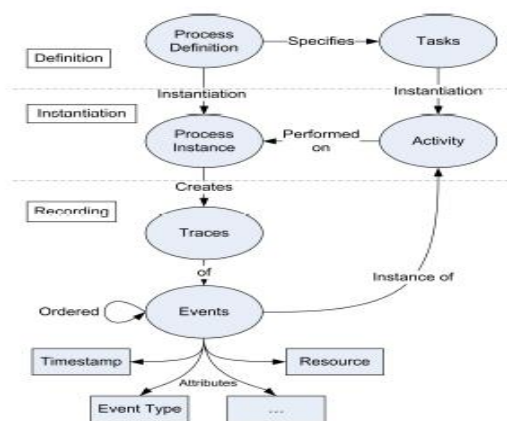 Process
Definition
Specifies
Tasks
Definition
Instantiation
Instantiation
Instantiation
Process
Instance
Performed
on
Activity
Creates
Recording
Traces
of
Instance of
Ordered
Events
Timestamp
Resource
Attributes
Event Type
...